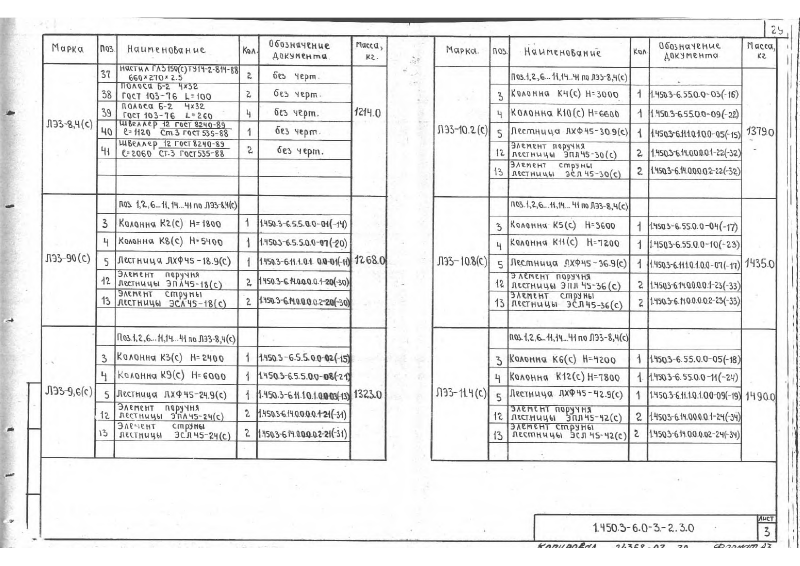 25
Марка Поз. Наименование Кол. Обозначение документа Масса, кг.
ЛЭЗ-8,4(с) 1214.0
37 Настил ГЛЗ 150(с) ТУ14-2-814-88 660×270×2.5 2 без черт.
38 Полоса Б-2 4×32 ГОСТ 103-76 L=100 2 без черт.
39 Полоса Б-2 4×32 ГОСТ 103-76 L=260 4 без черт.
40 Швеллер 12 ГОСТ 8240-89 ℓ=1120 Ст.3 ГОСТ 535-88 1 без черт.
41 Швеллер 12 ГОСТ 8240-89 ℓ=2060 Ст.3 ГОСТ 535-88 2 без черт.
ЛЭЗ-90(с) 1268.0
Поз. 1,2,6...11,14...41 по ЛЭЗ-8,4(с)
3 Колонна К2(с) Н=1800 1 1.450.3-6.5.5.0.0-01(-14)
4 Колонна К8(с) Н=5400 1 1.450.3-6.5.5.0.0-07(-20)
5 Лестница ЛХФ45-18.9(с) 1 1.450.3-6.11.1.0.1.00-01(-11)
12 Элемент поручня лестницы ЭПЛ45-18(с) 2 1.450.3-6.14.0.0.0.1-20(-30)
13 Элемент струны лестницы ЭСЛ45-18(с) 2 1.450.3-6.14.0.0.0.2-20(-30)
ЛЭЗ-9,6(с) 1323.0
Поз. 1,2,6...11,14...41 по ЛЭЗ-8,4(с)
3 Колонна К3(с) Н=2400 1 1.450.3-6.5.5.0.0-02(-15)
4 Колонна К9(с) Н=6000 1 1.450.3-6.5.5.0.0-08(-21)
5 Лестница ЛХФ45-24.9(с) 1 1.450.3-6.11.1.0.1.00-03(-13)
12 Элемент поручня лестницы ЭПЛ45-24(с) 2 1.450.3-6.14.0.0.0.1-21(-31)
13 Элемент струны лестницы ЭСЛ45-24(с) 2 1.450.3-6.14.0.0.0.2-21(-31)
Марка. Поз Наименование Кол Обозначение документа Масса, кг
ЛЭЗ-10.2(с) 1379.0
Поз. 1,2,6...11,14...41 по ЛЭЗ-8,4(с)
3 Колонна К4(с) Н=3000 1 1.450.3-6.5.5.0.0-03(-16)
4 Колонна К10(с) Н=6600 1 1.450.3-6.5.5.0.0-09(-22)
5 Лестница ЛХФ45-30.9(с) 1 1.450.3-6.11.1.0.1.00-05(-15)
12 Элемент поручня лестницы ЭПЛ45-30(с) 2 1.450.3-6.14.0.0.0.1-22(-32)
13 Элемент струны лестницы ЭСЛ45-30(с) 2 1.450.3-6.14.0.0.0.2-22(-32)
ЛЭЗ-10.8(с) 1435.0
Поз. 1,2,6...11,14...41 по ЛЭЗ-8,4(с)
3 Колонна К5(с) Н=3600 1 1.450.3-6.5.5.0.0-04(-17)
4 Колонна К11(с) Н=7200 1 1.450.3-6.5.5.0.0-10(-23)
5 Лестница ЛХФ45-36.9(с) 1 1.450.3-6.11.1.0.1.00-07(-17)
12 Элемент поручня лестницы ЭПЛ45-36(с) 2 1.450.3-6.14.0.0.0.1-23(-33)
13 Элемент струны лестницы ЭСЛ45-36(с) 2 1.450.3-6.14.0.0.0.2-23(-33)
ЛЭЗ-11.4(с) 1490.0
Поз. 1,2,6...11,14...41 по ЛЭЗ-8,4(с)
3 Колонна К6(с) Н=4200 1 1.450.3-6.5.5.0.0-05(-18)
4 Колонна К12(с) Н=7800 1 1.450.3-6.5.5.0.0-11(-24)
5 Лестница ЛХФ45-42.9(с) 1 1.450.3-6.11.1.0.1.00-09(-19)
12 Элемент поручня лестницы ЭПЛ45-42(с) 2 1.450.3-6.14.0.0.0.1-24(-34)
13 Элемент струны лестницы ЭСЛ45-42(с) 2 1.450.3-6.14.0.0.0.2-24(-34)
1.450.3-6.0-3.-2.3.0
Лист
3
Копировал